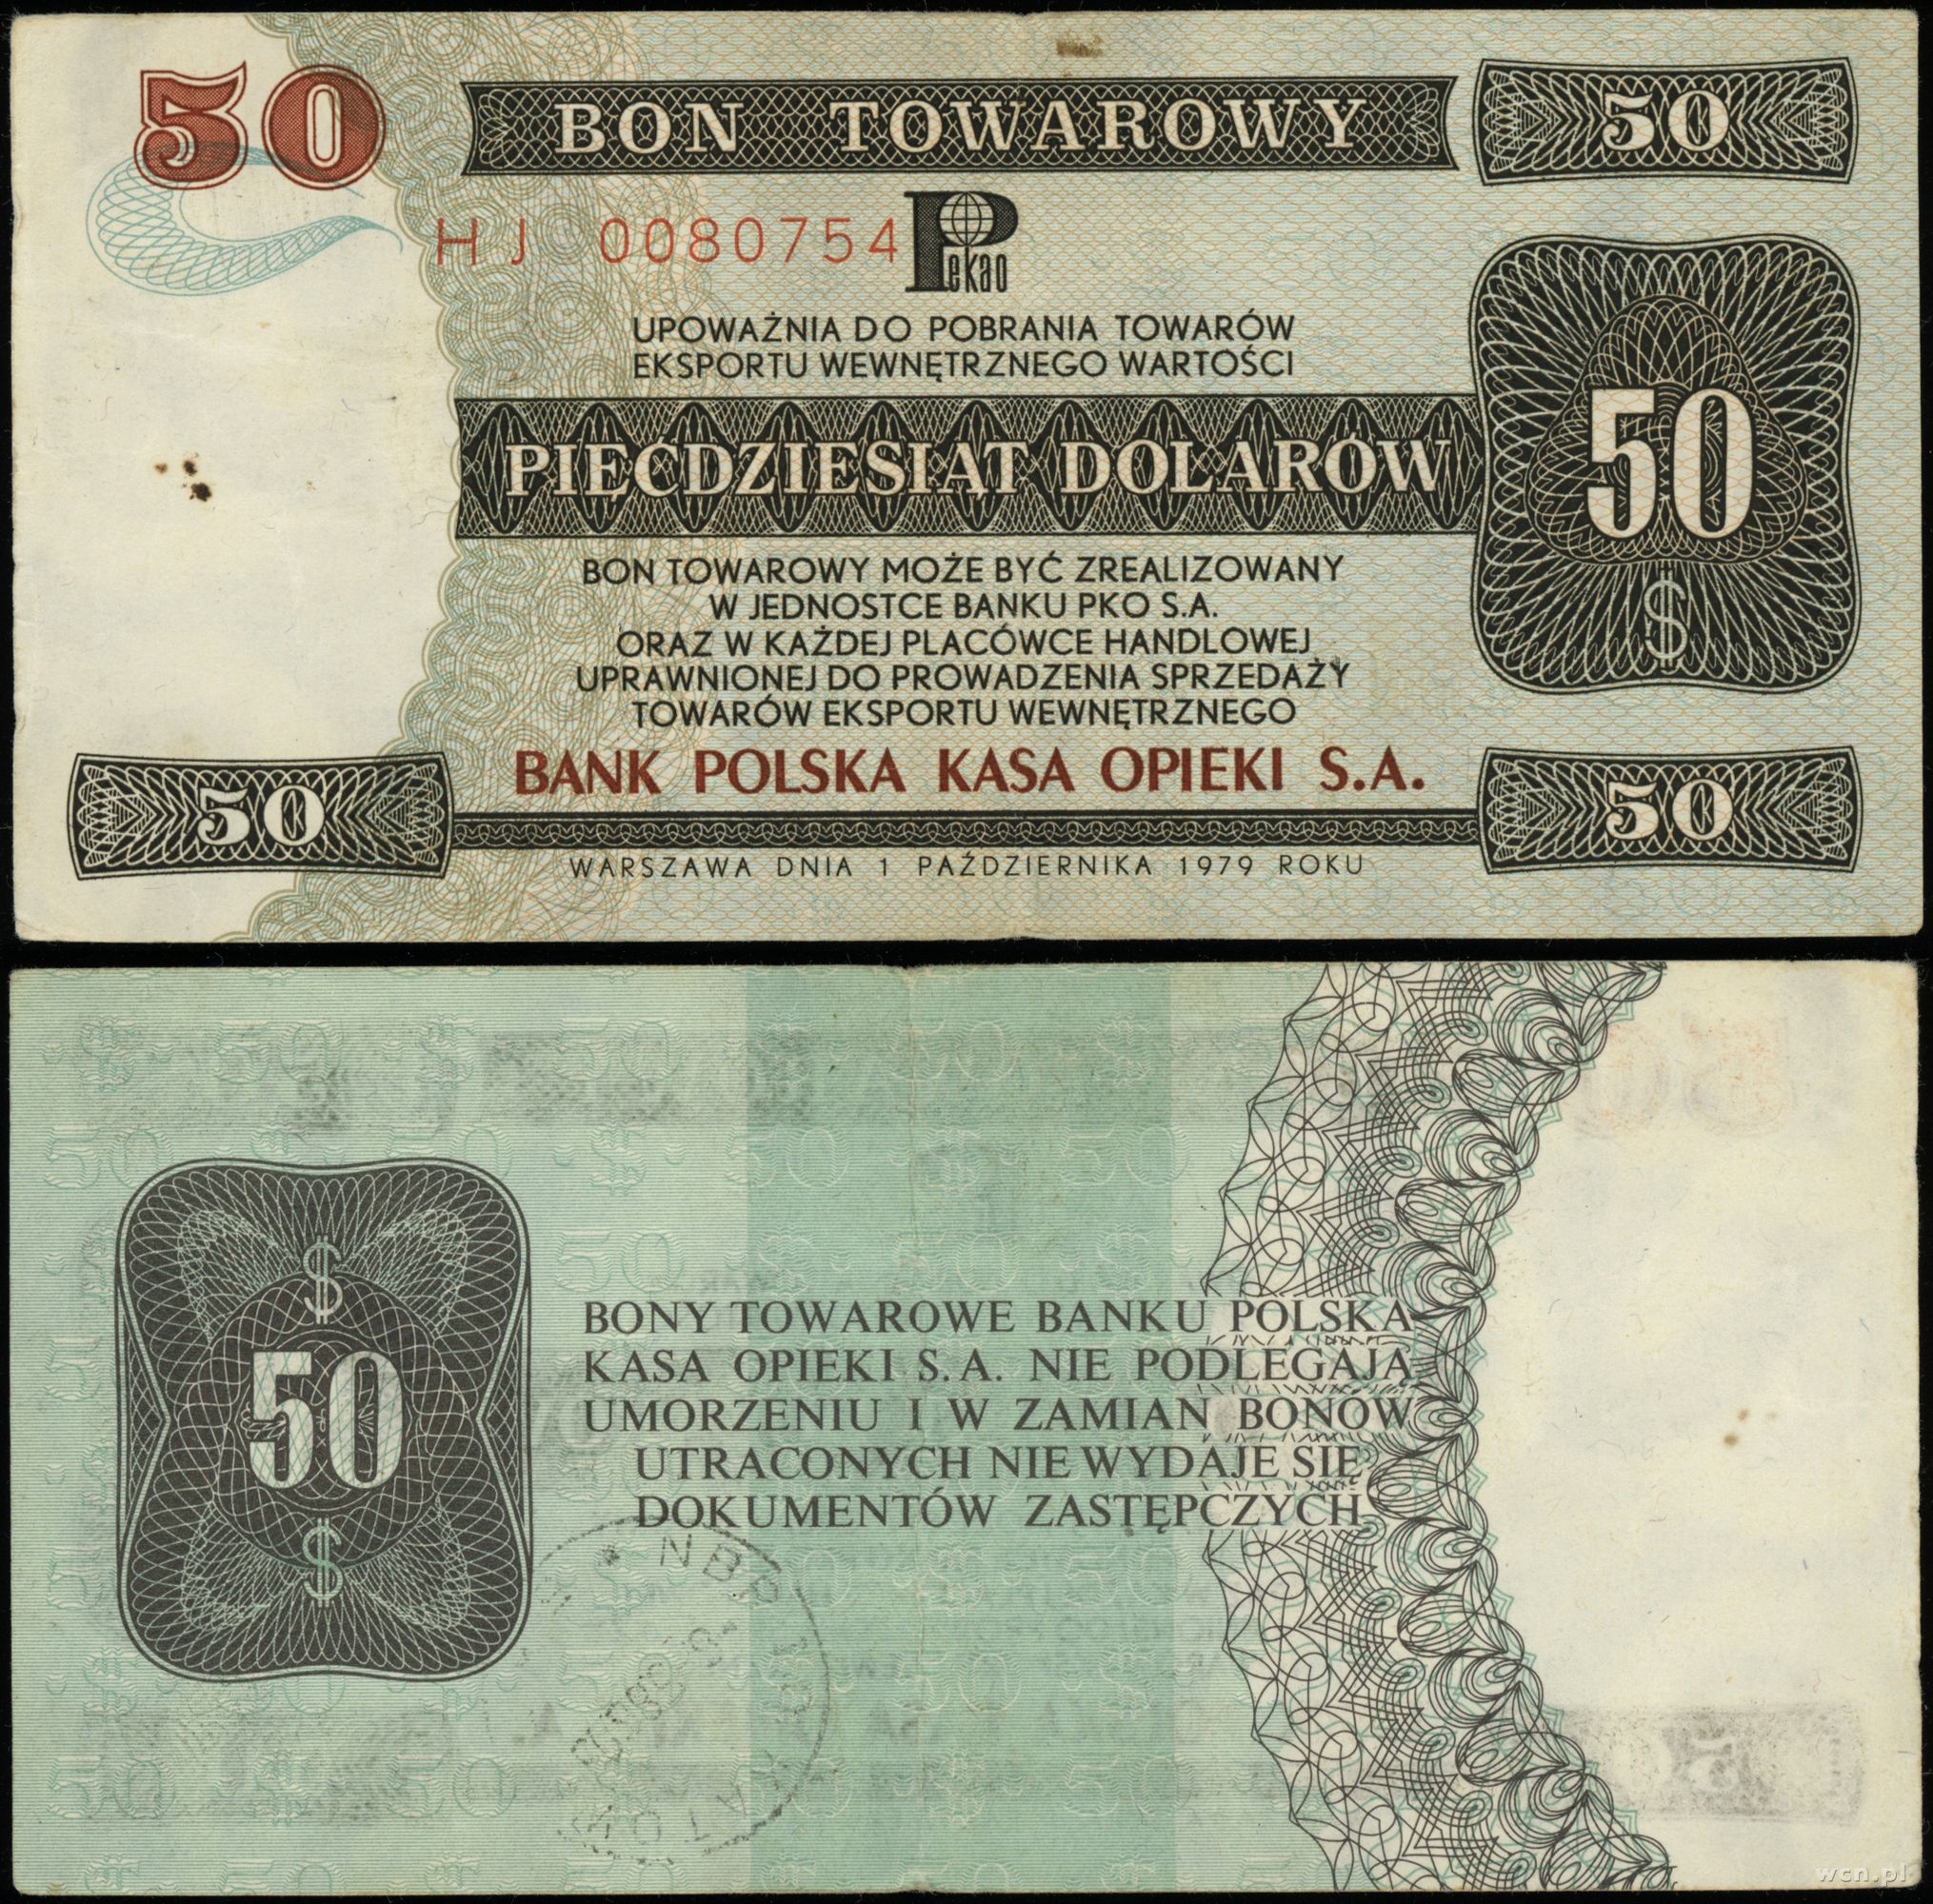 50
BON TOWAROWY
50
HJ 0080754
Pekao
UPOWAŻNIA DO POBRANIA TOWARÓW
EKSPORTU WEWNĘTRZNEGO WARTOŚCI
PIĘĆDZIESIĄT DOLARÓW
50
$
BON TOWAROWY MOŻE BYĆ ZREALIZOWANY
W JEDNOSTCE BANKU PKO S.A.
ORAZ W KAŻDEJ PLACÓWCE HANDLOWEJ
UPRAWNIONEJ DO PROWADZENIA SPRZEDAŻY
TOWARÓW EKSPORTU WEWNĘTRZNEGO
BANK POLSKA KASA OPIEKI S.A.
50
50
WARSZAWA DNIA 1 PAŹDZIERNIKA 1979 ROKU
$
50
$
BONY TOWAROWE BANKU POLSKA
KASA OPIEKI S.A. NIE PODLEGAJĄ
UMORZENIU I W ZAMIAN BONÓW
UTRACONYCH NIE WYDAJE SIĘ
DOKUMENTÓW ZASTĘPCZYCH
NBP
wcn.pl